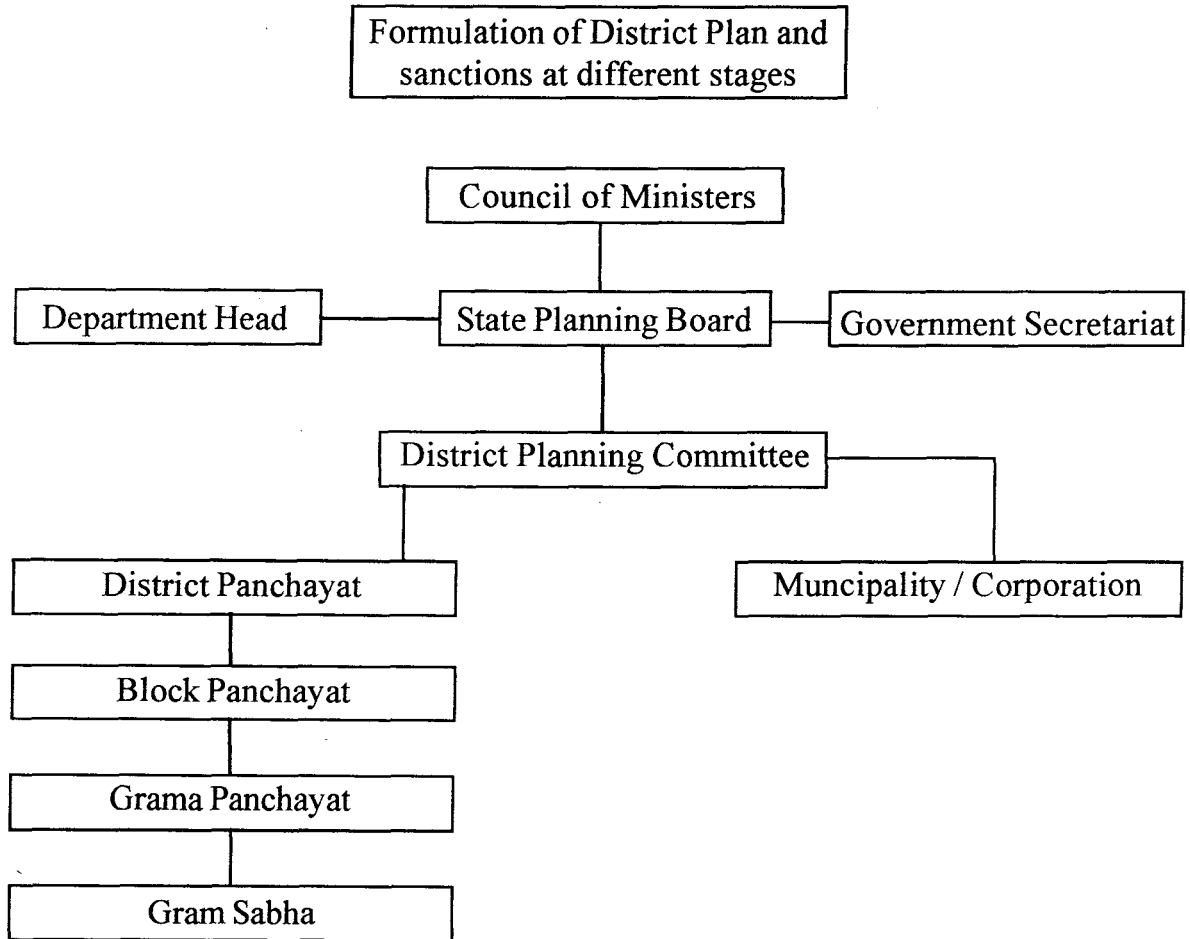 Formulation of District Plan and
sanctions at different stages
Council of Ministers
Department Head
State Planning Board
Government Secretariat
District Planning Committee
District Panchayat
Muncipality / Corporation
Block Panchayat
Grama Panchayat
Gram Sabha